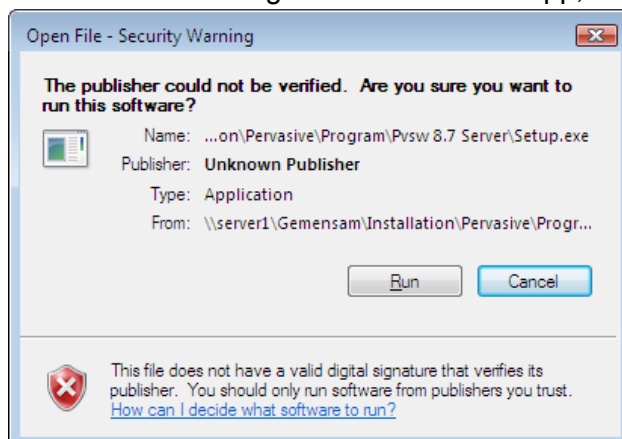 Open File - Security Warning
The publisher could not be verified. Are you sure you want to
run this software?
Name: ...on\Pervasive\Program\Pvsw 8.7 Server\Setup.exe
Publisher: Unknown Publisher
Type: Application
From: \\server1\Gemensam\Installation\Pervasive\Progr...
Run Cancel
This file does not have a valid digital signature that verifies its
publisher. You should only run software from publishers you trust.
How can I decide what software to run?